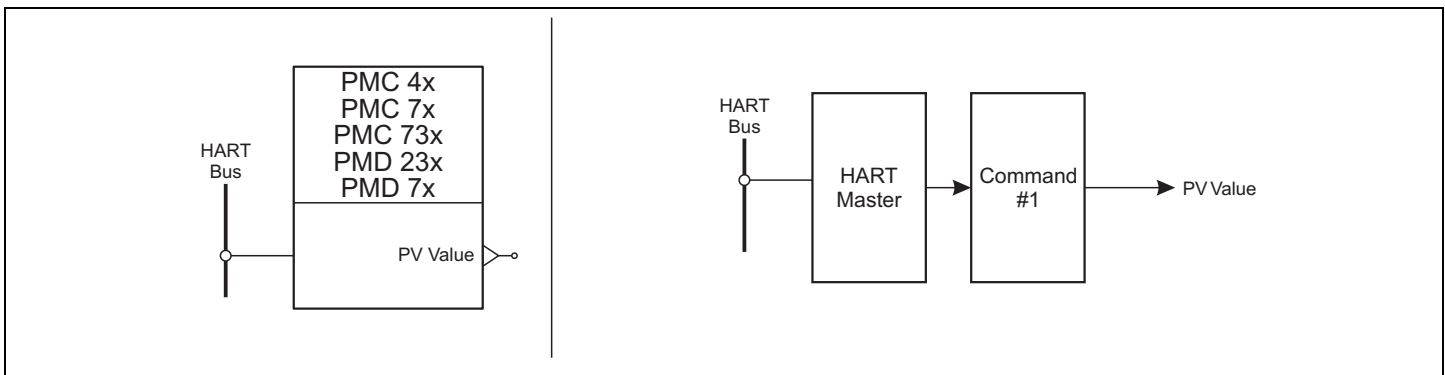 PMC 4x
PMC 7x
PMC 73x
PMD 23x
PMD 7x
HART
Bus
PV Value
HART
Bus
HART
Master
Command
#1
PV Value